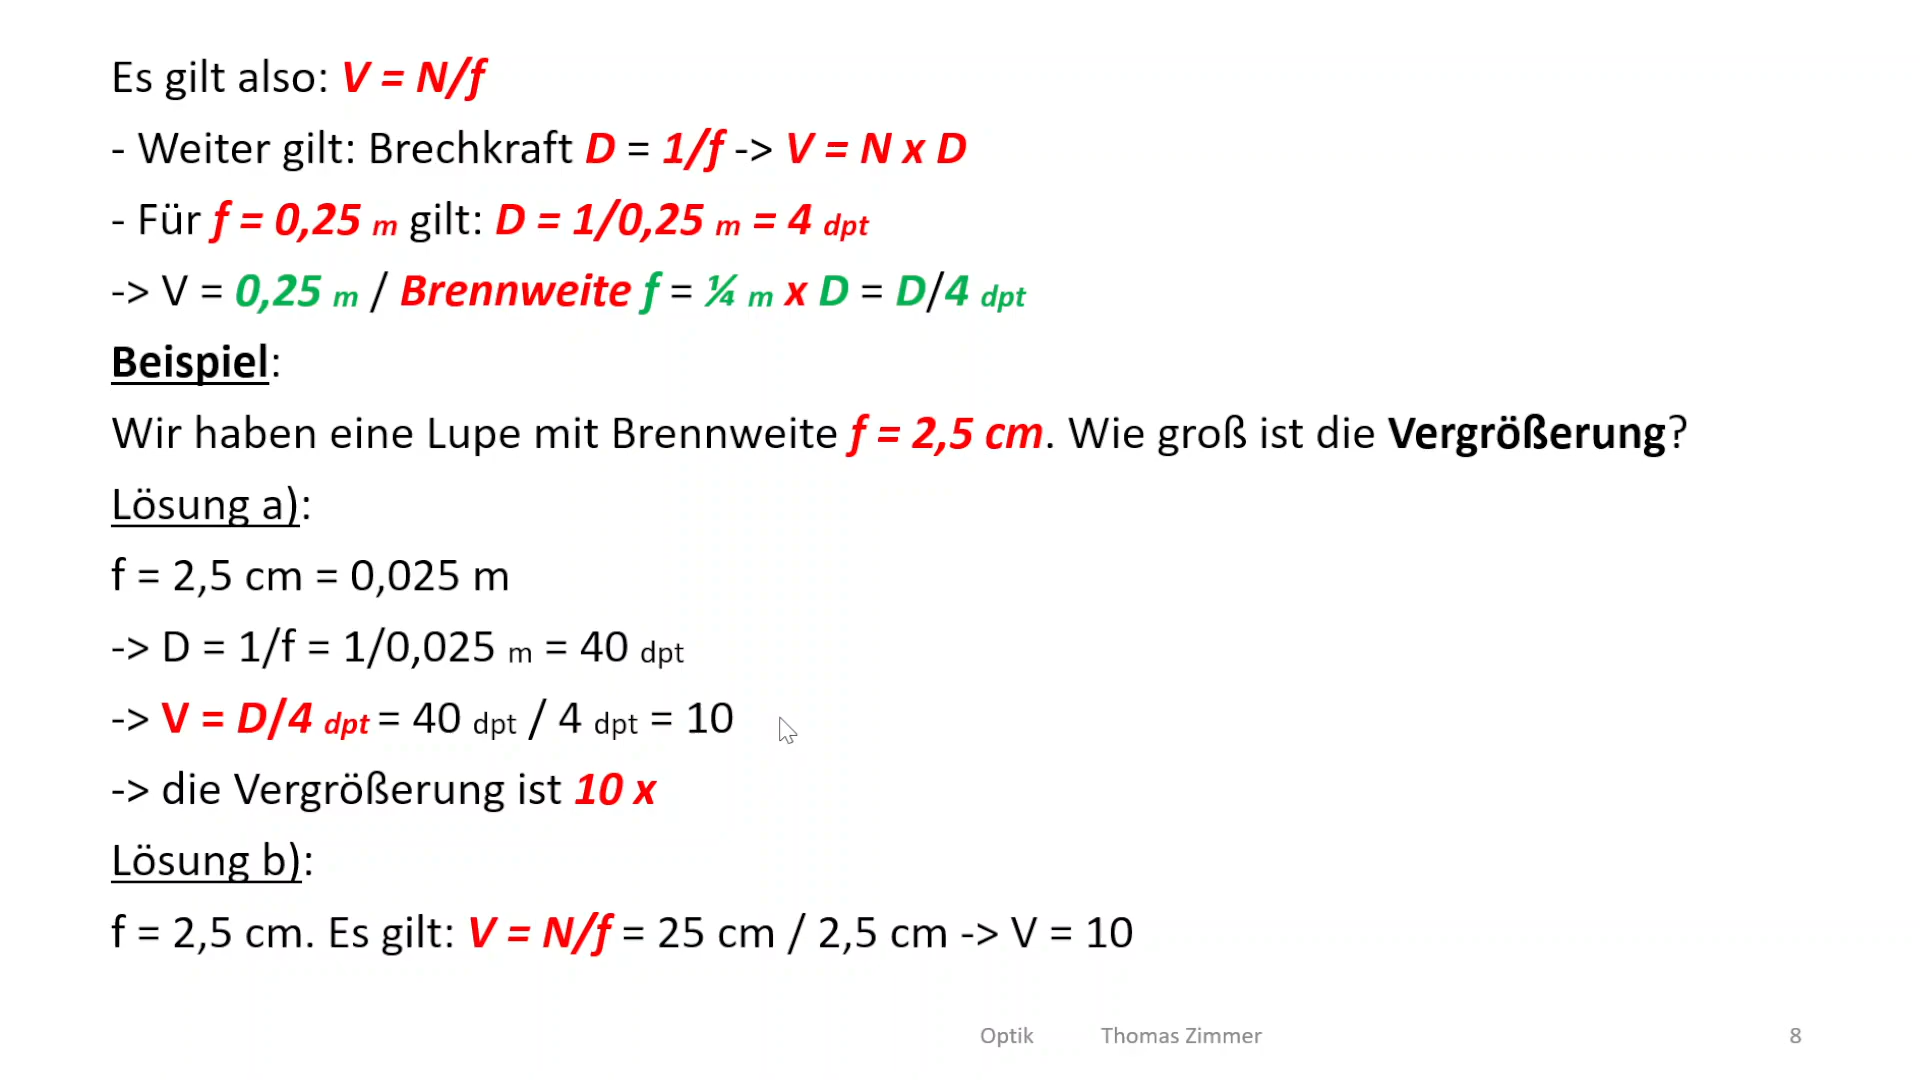 Es gilt also: V = N/f
- Weiter gilt: Brechkraft D = 1/f -> V = N x D
- Für f = 0,25 m gilt: D = 1/0,25 m = 4 dpt
-> V = 0,25 m / Brennweite f = ¼ m x D = D/4 dpt
Beispiel:
Wir haben eine Lupe mit Brennweite f = 2,5 cm. Wie groß ist die Vergrößerung?
Lösung a):
f = 2,5 cm = 0,025 m
-> D = 1/f = 1/0,025 m = 40 dpt
-> V = D/4 dpt = 40 dpt / 4 dpt = 10
-> die Vergrößerung ist 10 x
Lösung b):
f = 2,5 cm. Es gilt: V = N/f = 25 cm / 2,5 cm -> V = 10
Optik Thomas Zimmer 8